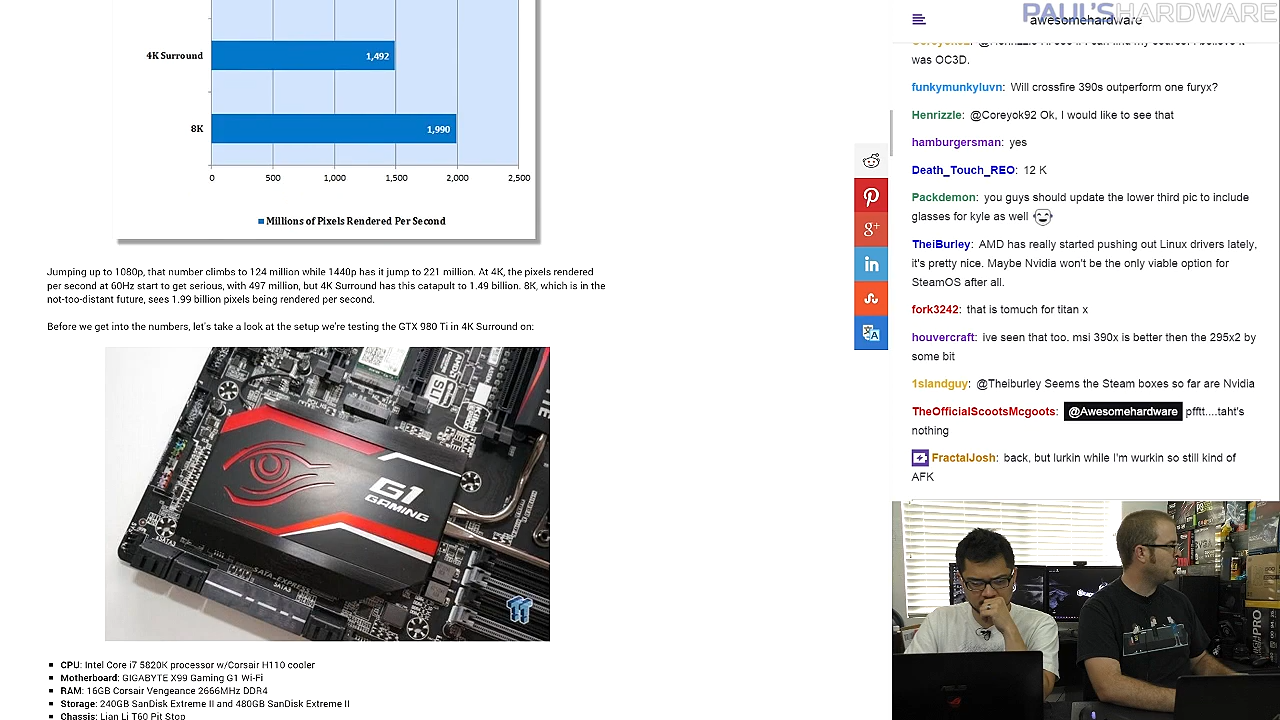 4K Surround
1,492
8K
1,990
0 500 1,000 1,500 2,000 2,500
Millions of Pixels Rendered Per Second
Jumping up to 1080p, that number climbs to 124 million while 1440p has it jump to 221 million. At 4K, the pixels rendered
per second at 60Hz start to get serious, with 497 million, but 4K Surround has this catapult to 1.49 billion. 8K, which is in the
not-too-distant future, sees 1.99 billion pixels being rendered per second.
Before we get into the numbers, let's take a look at the setup we're testing the GTX 980 Ti in 4K Surround on:
G1
GAMING
CPU: Intel Core i7 5820K processor w/Corsair H110 cooler
Motherboard: GIGABYTE X99 Gaming G1 Wi-Fi
RAM: 16GB Corsair Vengeance 2666MHz DDR4
Storage: 240GB SanDisk Extreme II and 480GB SanDisk Extreme II
Chassis: Lian Li T60 Pit Stop
PAUL'SHARDWARE
awesomehardware
was OC3D.
funkymunkyluvn: Will crossfire 390s outperform one furyx?
Henrizzle: @Coreyok92 Ok, I would like to see that
hamburgersman: yes
Death_Touch_REO: 12 K
Packdemon: you guys should update the lower third pic to include
glasses for kyle as well
TheiBurley: AMD has really started pushing out Linux drivers lately,
it's pretty nice. Maybe Nvidia won't be the only viable option for
SteamOS after all.
fork3242: that is tomuch for titan x
houvercraft: ive seen that too. msi 390x is better then the 295x2 by
some bit
1slandguy: @Theiburley Seems the Steam boxes so far are Nvidia
TheOfficialScootsMcgoots: @Awesomehardware pfftt....taht's
nothing
FractalJosh: back, but lurkin while I'm wurkin so still kind of
AFK